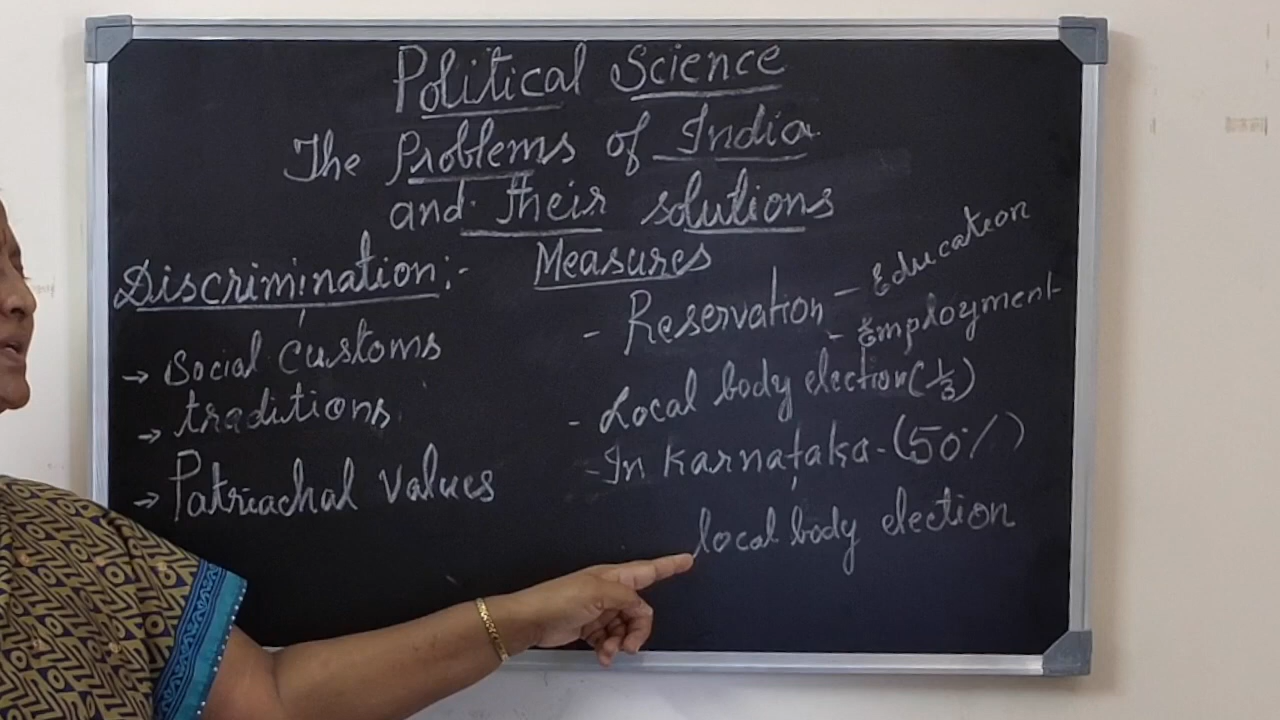 Political Science
The Problems of India
and their solutions
Discrimination:-
→ Social customs
→ traditions
→ Patriachal values
Measures
- Reservation - Education
- Employment
- Local body election (1/3)
- In Karnataka - (50%)
local body election